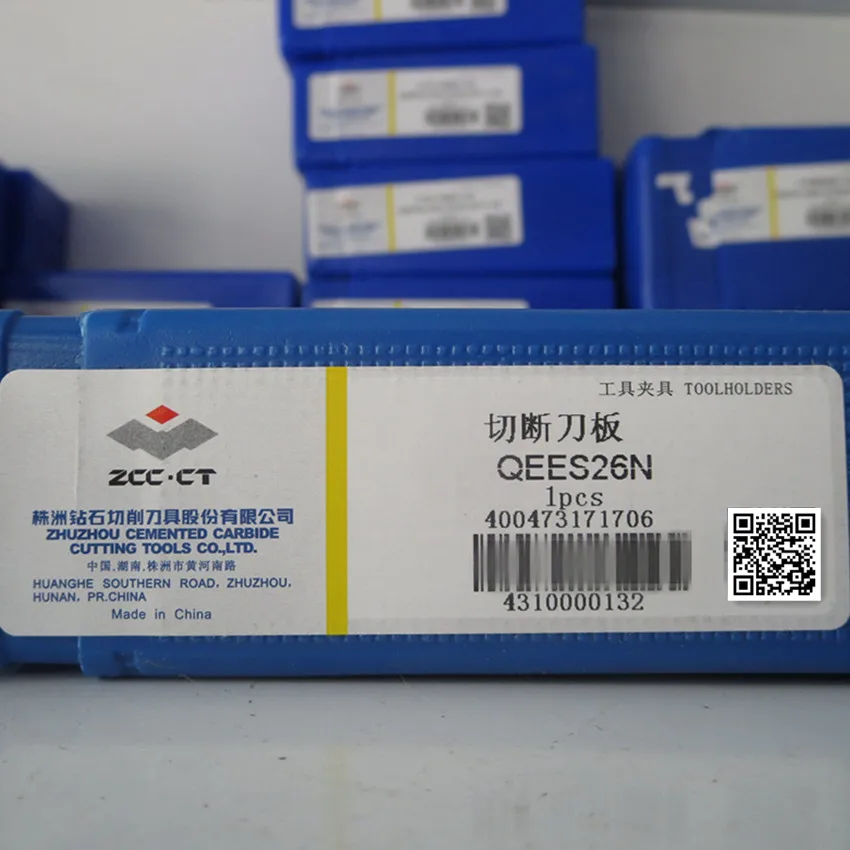 工具夹具 TOOLHOLDERS
切断刀板
QEES26N
1pcs
400473171706
4310000132
ZCC·CT
株洲钻石切削刀具股份有限公司
ZHUZHOU CEMENTED CARBIDE
CUTTING TOOLS CO.,LTD.
中国.湖南.株洲市黄河南路
HUANGHE SOUTHERN ROAD, ZHUZHOU,
HUNAN, PR.CHINA
Made in China